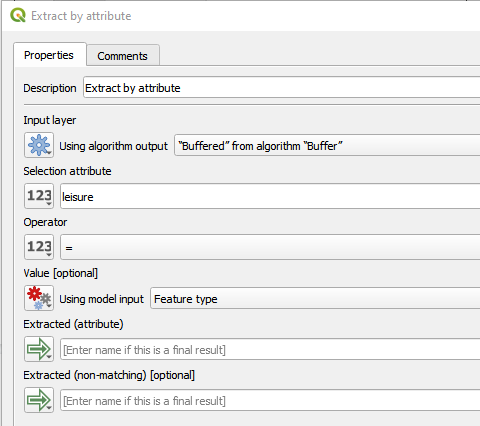 Extract by attribute
Properties Comments
Description Extract by attribute
Input layer
Using algorithm output "Buffered" from algorithm "Buffer"
Selection attribute
123 leisure
Operator
123 =
Value [optional]
Using model input Feature type
Extracted (attribute)
[Enter name if this is a final result]
Extracted (non-matching) [optional]
[Enter name if this is a final result]